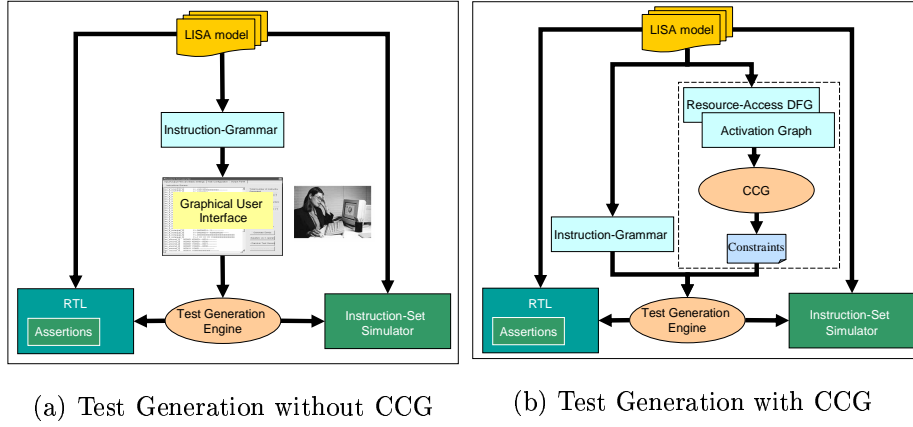 LISA model
Instruction-Grammar
Graphical User
Interface
RTL
Assertions
Test Generation
Engine
Instruction-Set
Simulator
(a) Test Generation without CCG
LISA model
Resource-Access DFG
Activation Graph
CCG
Instruction-Grammar
Constraints
RTL
Assertions
Test Generation
Engine
Instruction-Set
Simulator
(b) Test Generation with CCG